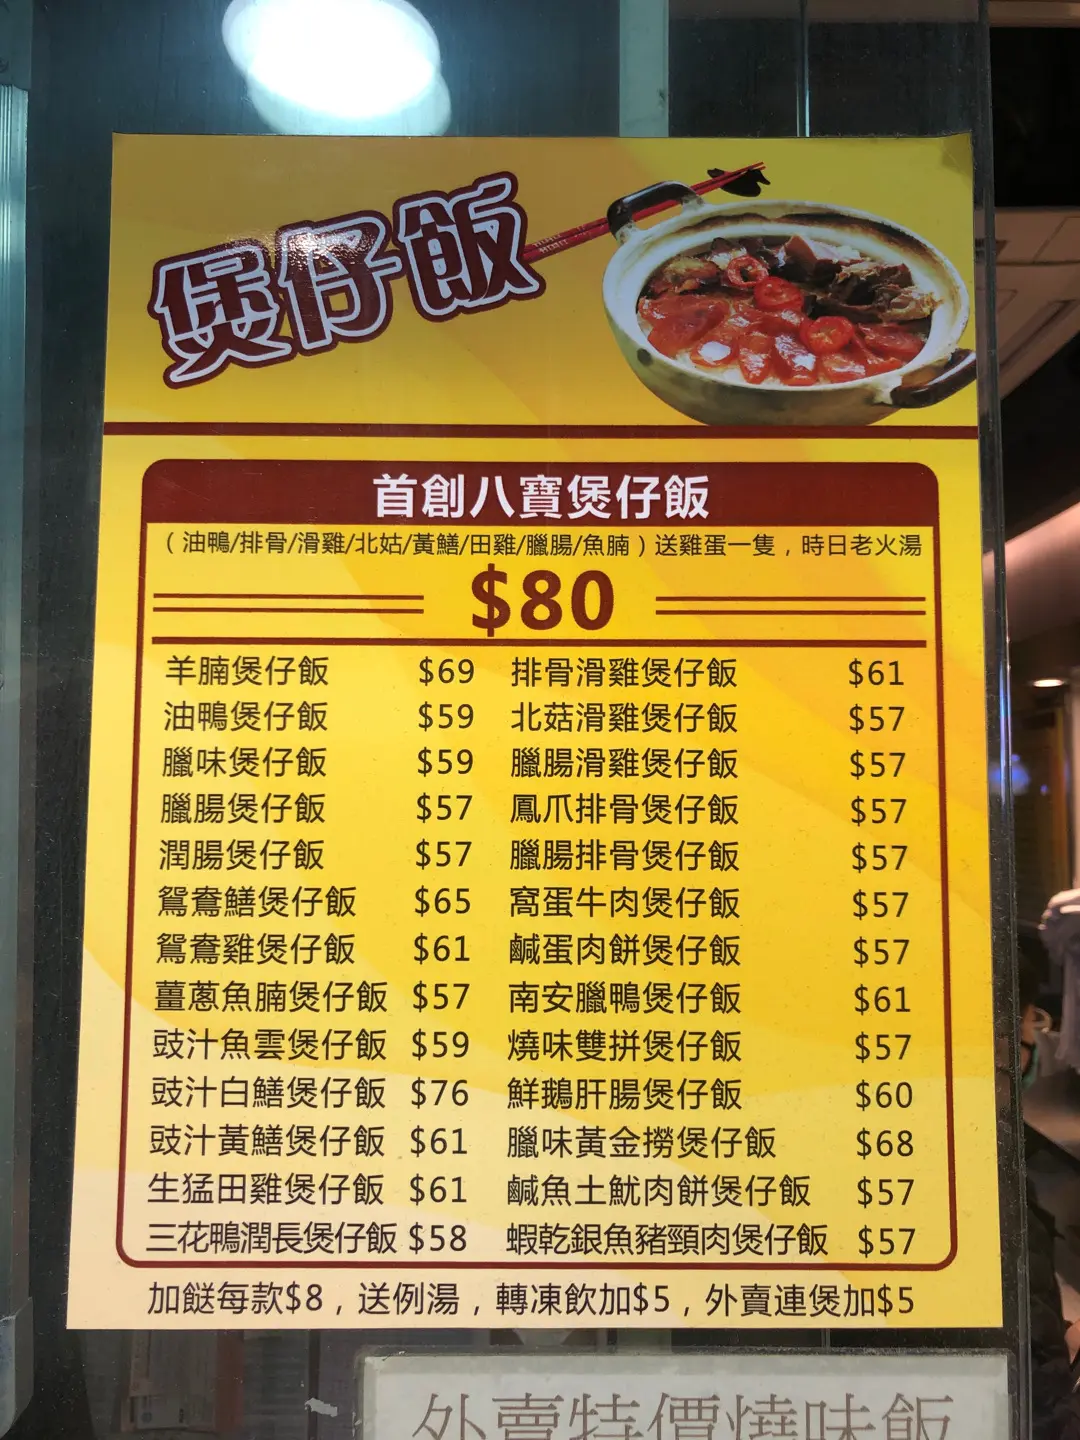 煲仔飯
首創八寶煲仔飯
（油鴨/排骨/滑雞/北姑/黃鱔/田雞/臘腸/魚腩）送雞蛋一隻，時日老火湯
$80
羊腩煲仔飯 $69 排骨滑雞煲仔飯 $61
油鴨煲仔飯 $59 北菇滑雞煲仔飯 $57
臘味煲仔飯 $59 臘腸滑雞煲仔飯 $57
臘腸煲仔飯 $57 鳳爪排骨煲仔飯 $57
潤腸煲仔飯 $57 臘腸排骨煲仔飯 $57
鴛鴦鱔煲仔飯 $65 窩蛋牛肉煲仔飯 $57
鴛鴦雞煲仔飯 $61 鹹蛋肉餅煲仔飯 $57
薑蔥魚腩煲仔飯 $57 南安臘鴨煲仔飯 $61
豉汁魚雲煲仔飯 $59 燒味雙拼煲仔飯 $57
豉汁白鱔煲仔飯 $76 鮮鵝肝腸煲仔飯 $60
豉汁黃鱔煲仔飯 $61 臘味黃金撈煲仔飯 $68
生猛田雞煲仔飯 $61 鹹魚土魷肉餅煲仔飯 $57
三花鴨潤長煲仔飯 $58 蝦乾銀魚豬頸肉煲仔飯 $57
加餸每款$8，送例湯，轉凍飲加$5，外賣連煲加$5
外賣特價燒味飯